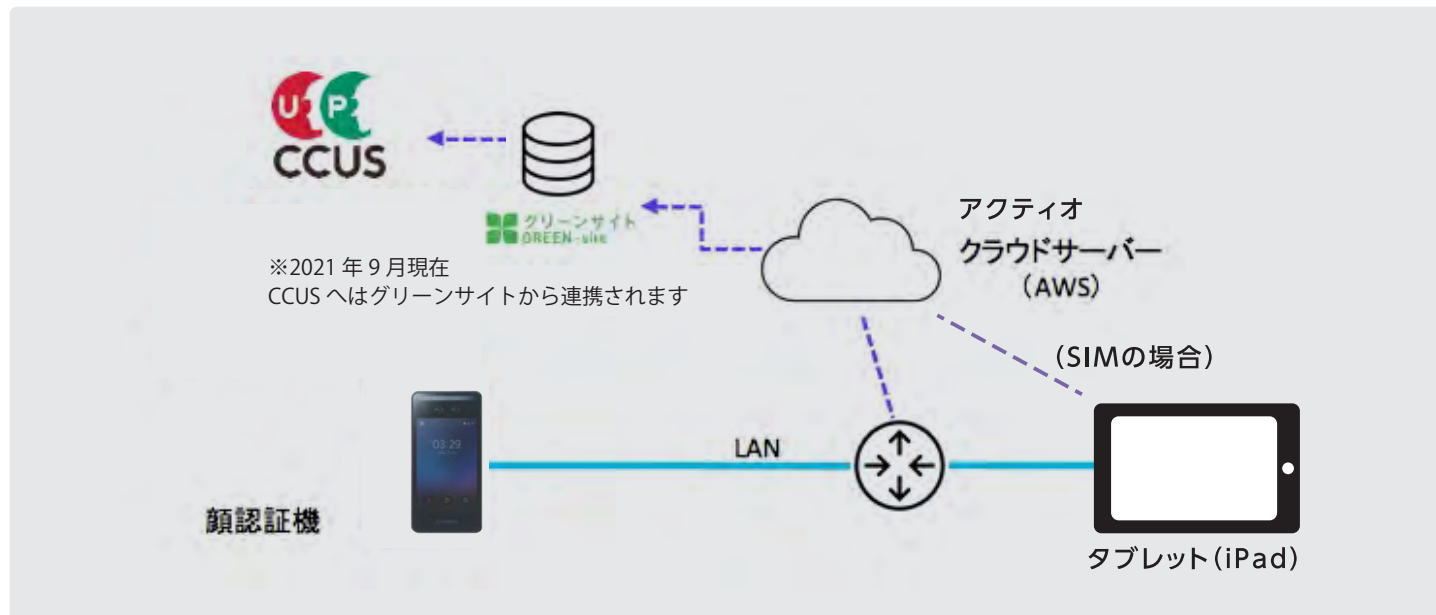 U P
CCUS
グリーンサイト
GREEN-site
※2021 年 9 月現在
CCUS へはグリーンサイトから連携されます
アクティオ
クラウドサーバー
(AWS)
(SIMの場合)
03:29
LAN
顔認証機
タブレット(iPad)